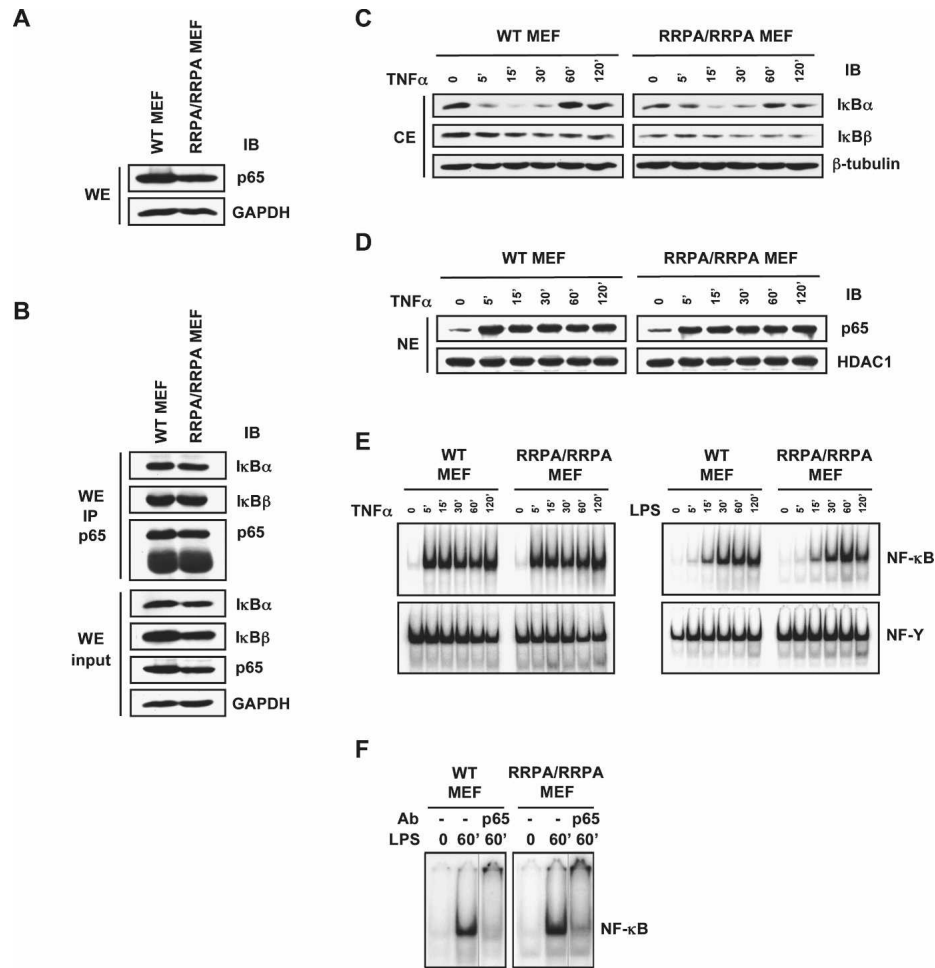 A
WT MEF
RRPA/RRPA MEF
IB
WE
p65
GAPDH
B
WT MEF
RRPA/RRPA MEF
IB
WE
IP
p65
IκBα
IκBβ
p65
WE
input
IκBα
IκBβ
p65
GAPDH
C
WT MEF
RRPA/RRPA MEF
TNFα
0 5' 15' 30' 60' 120'
0 5' 15' 30' 60' 120'
IB
CE
IκBα
IκBβ
β-tubulin
D
WT MEF
RRPA/RRPA MEF
TNFα
0 5' 15' 30' 60' 120'
0 5' 15' 30' 60' 120'
IB
NE
p65
HDAC1
E
WT
MEF
RRPA/RRPA
MEF
TNFα
0 5' 15' 30' 60' 120'
0 5' 15' 30' 60' 120'
WT
MEF
RRPA/RRPA
MEF
LPS
0 5' 15' 30' 60' 120'
0 5' 15' 30' 60' 120'
NF-κB
NF-Y
F
WT
MEF
RRPA/RRPA
MEF
Ab - - p65 - - p65
LPS 0 60' 60' 0 60' 60'
NF-κB